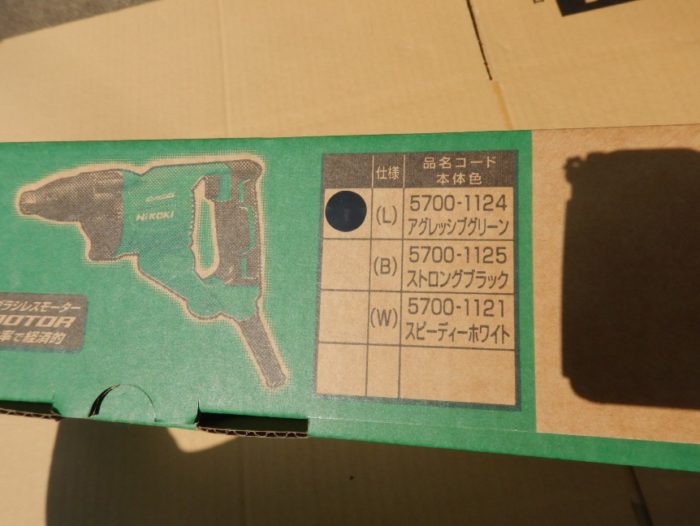 HiKOKI
ブラシレスモーター
MOTOR
で経済的
仕様
品名コード
本体色
(L)
5700-1124
アグレッシブグリーン
(B)
5700-1125
ストロングブラック
(W)
5700-1121
スピーディーホワイト